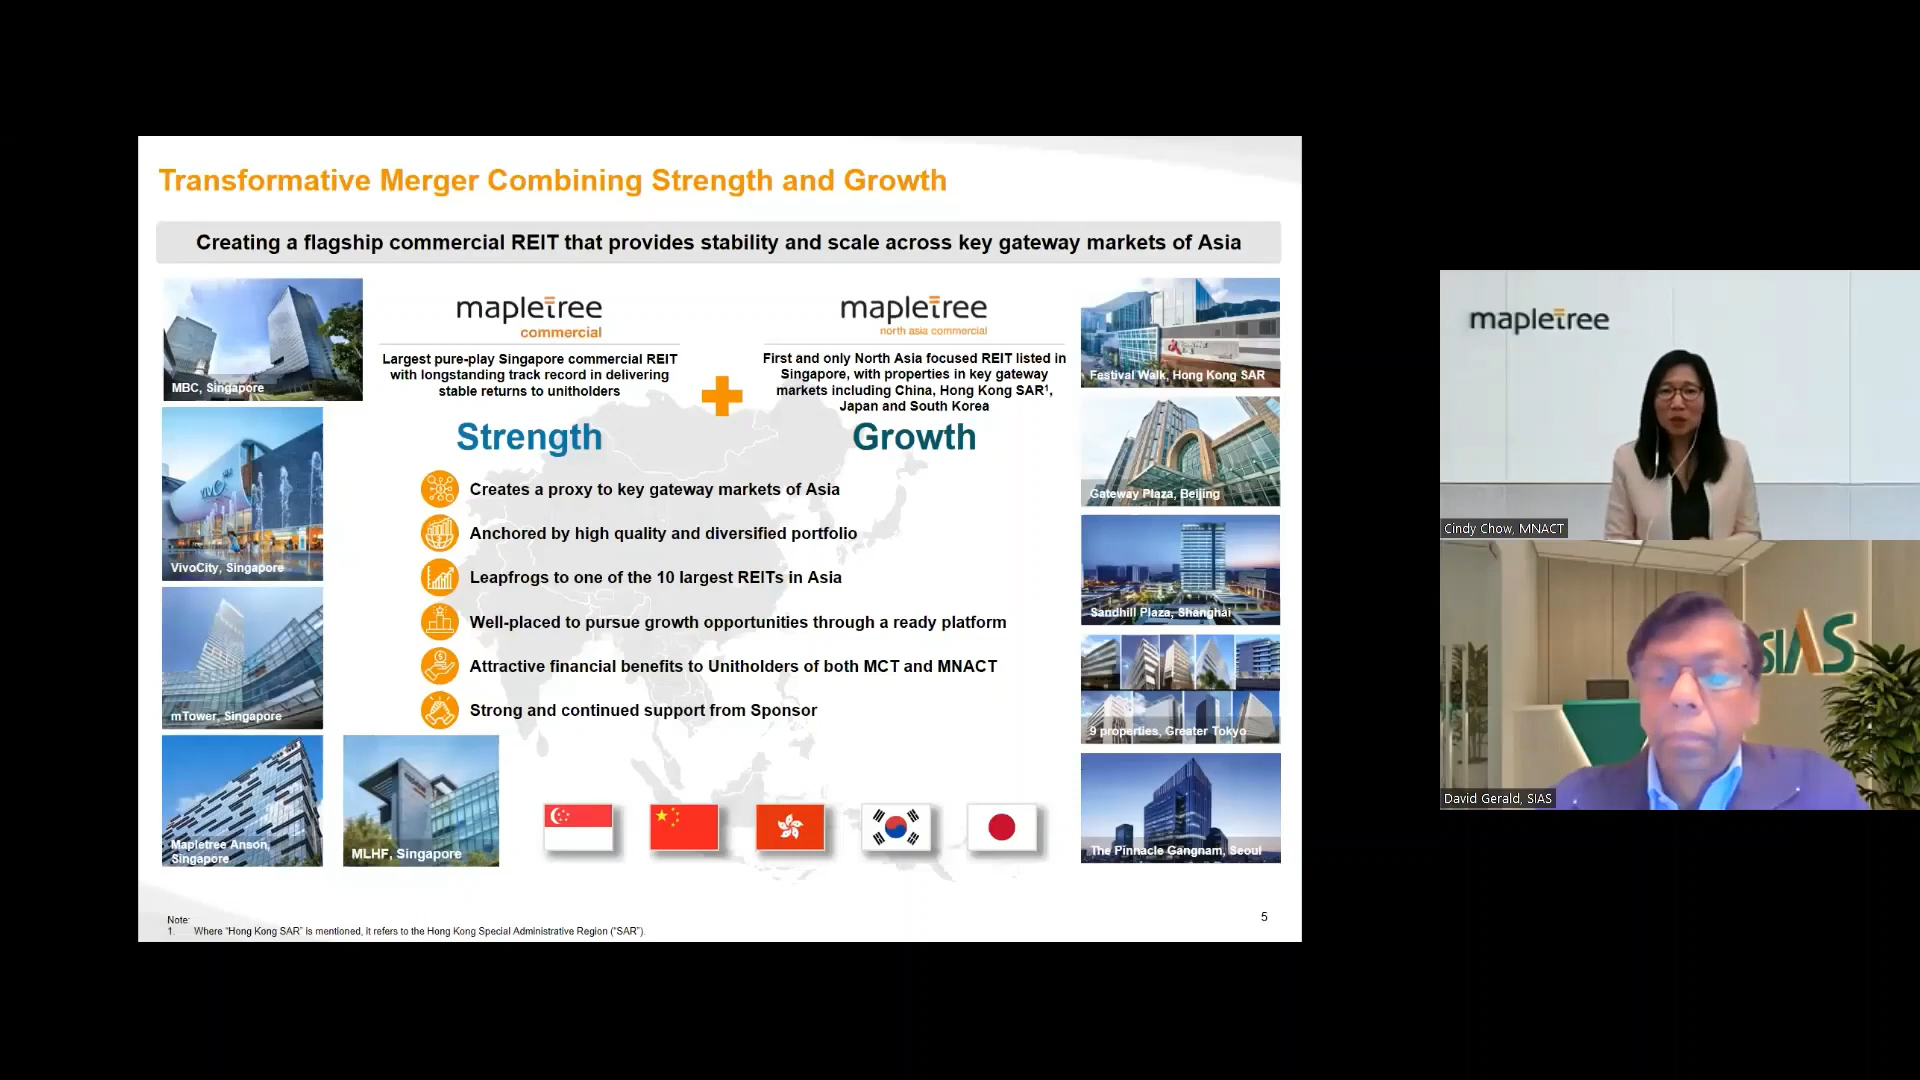 Transformative Merger Combining Strength and Growth
Creating a flagship commercial REIT that provides stability and scale across key gateway markets of Asia
MBC, Singapore
VivoCity, Singapore
mTower, Singapore
Mapletree Anson,
Singapore
MLHF, Singapore
mapletree
commercial
Largest pure-play Singapore commercial REIT
with longstanding track record in delivering
stable returns to unitholders
Strength
mapletree
north asia commercial
First and only North Asia focused REIT listed in
Singapore, with properties in key gateway
markets including China, Hong Kong SAR¹,
Japan and South Korea
Growth
Creates a proxy to key gateway markets of Asia
Anchored by high quality and diversified portfolio
Leapfrogs to one of the 10 largest REITs in Asia
Well-placed to pursue growth opportunities through a ready platform
Attractive financial benefits to Unitholders of both MCT and MNACT
Strong and continued support from Sponsor
Festival Walk, Hong Kong SAR
Gateway Plaza, Beijing
Sandhill Plaza, Shanghai
9 properties, Greater Tokyo
The Pinnacle Gangnam, Seoul
Note:
1. Where “Hong Kong SAR” is mentioned, it refers to the Hong Kong Special Administrative Region (“SAR”).
5
mapletree
Cindy Chow, MNACT
SIAS
David Gerald, SIAS